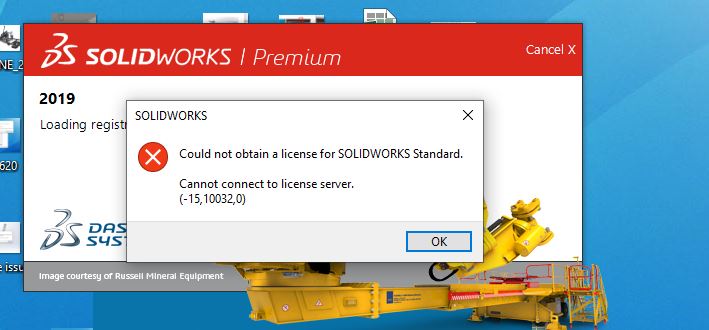 NE_2
SOLIDWORKS | Premium
Cancel X
2019
Loading regist
SOLIDWORKS
Could not obtain a license for SOLIDWORKS Standard.
Cannot connect to license server.
(-15,10032,0)
OK
620
DAS
SYST
e issu
Image courtesy of Russell Mineral Equipment